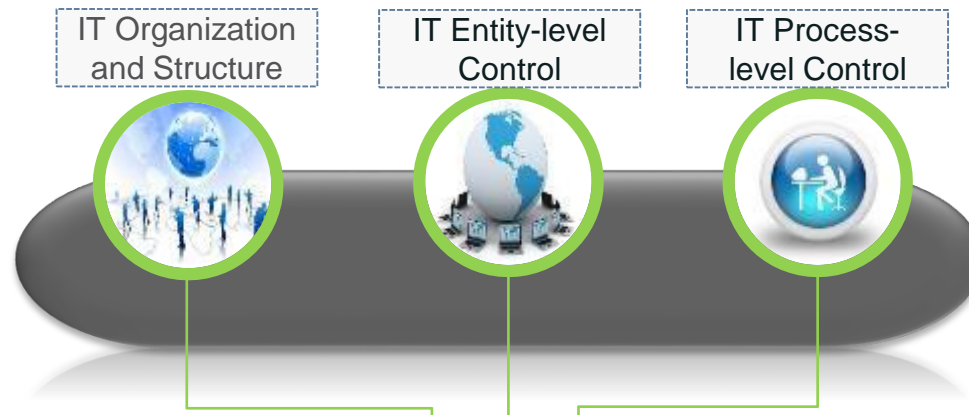 IT Organization
and Structure
IT Entity-level
Control
IT Process-
level Control